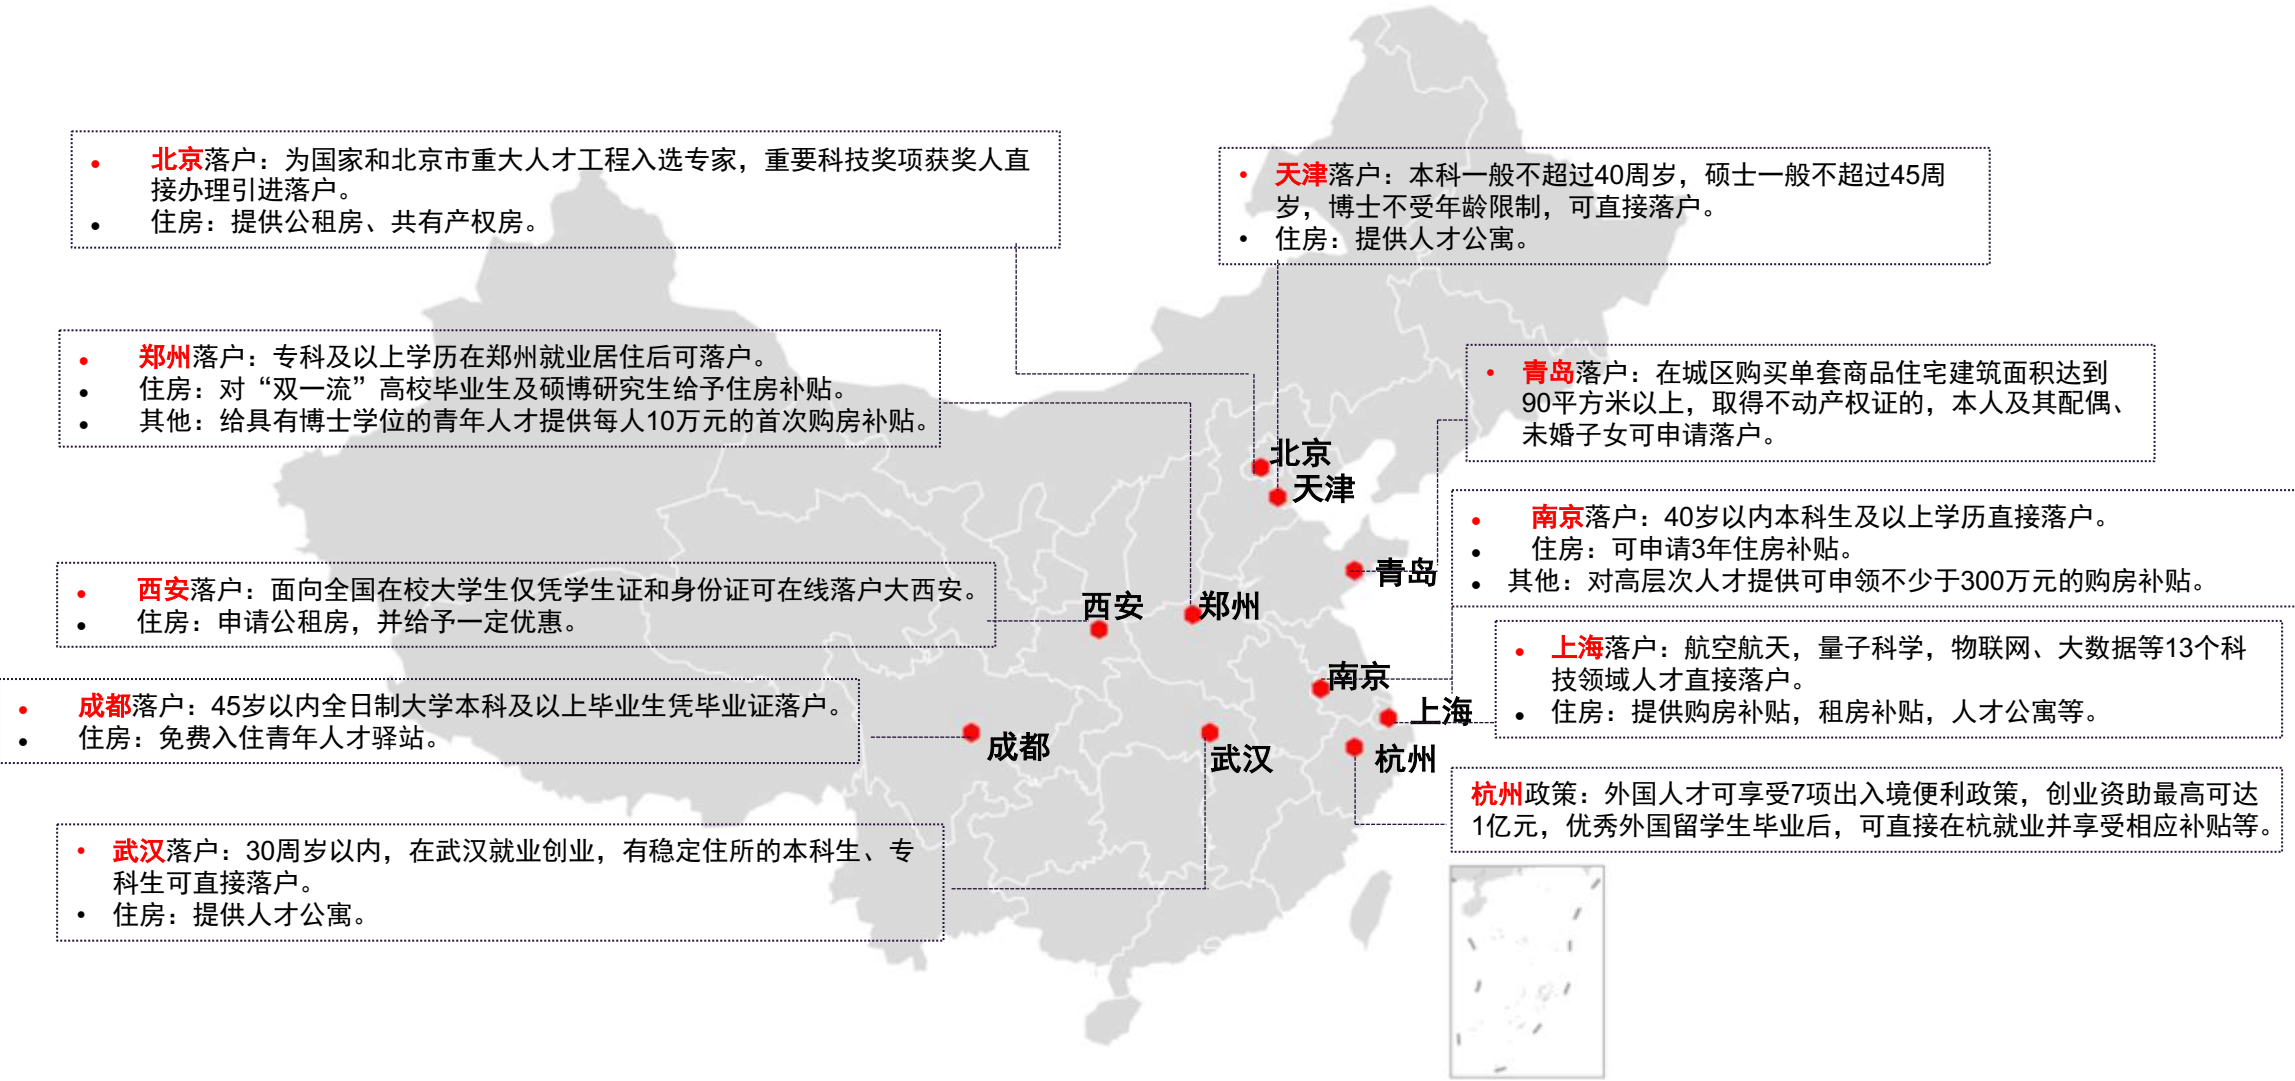 • 北京落户：为国家和北京市重大人才工程入选专家，重要科技奖项获奖人直
接办理引进落户。
• 住房：提供公租房、共有产权房。
• 天津落户：本科一般不超过40周岁，硕士一般不超过45周
岁，博士不受年龄限制，可直接落户。
• 住房：提供人才公寓。
• 郑州落户：专科及以上学历在郑州就业居住后可落户。
• 住房：对“双一流”高校毕业生及硕博研究生给予住房补贴。
• 其他：给具有博士学位的青年人才提供每人10万元的首次购房补贴。
• 青岛落户：在城区购买单套商品住宅建筑面积达到
90平方米以上，取得不动产权证的，本人及其配偶、
未婚子女可申请落户。
北京
天津
• 南京落户：40岁以内本科生及以上学历直接落户。
• 住房：可申请3年住房补贴。
• 其他：对高层次人才提供可申领不少于300万元的购房补贴。
青岛
• 西安落户：面向全国在校大学生仅凭学生证和身份证可在线落户大西安。
• 住房：申请公租房，并给予一定优惠。
西安
郑州
• 上海落户：航空航天，量子科学，物联网、大数据等13个科
技领域人才直接落户。
• 住房：提供购房补贴，租房补贴，人才公寓等。
南京
上海
• 成都落户：45岁以内全日制大学本科及以上毕业生凭毕业证落户。
• 住房：免费入住青年人才驿站。
成都
武汉
杭州
杭州政策：外国人才可享受7项出入境便利政策，创业资助最高可达
1亿元，优秀外国留学生毕业后，可直接在杭就业并享受相应补贴等。
• 武汉落户：30周岁以内，在武汉就业创业，有稳定住所的本科生、专
科生可直接落户。
• 住房：提供人才公寓。